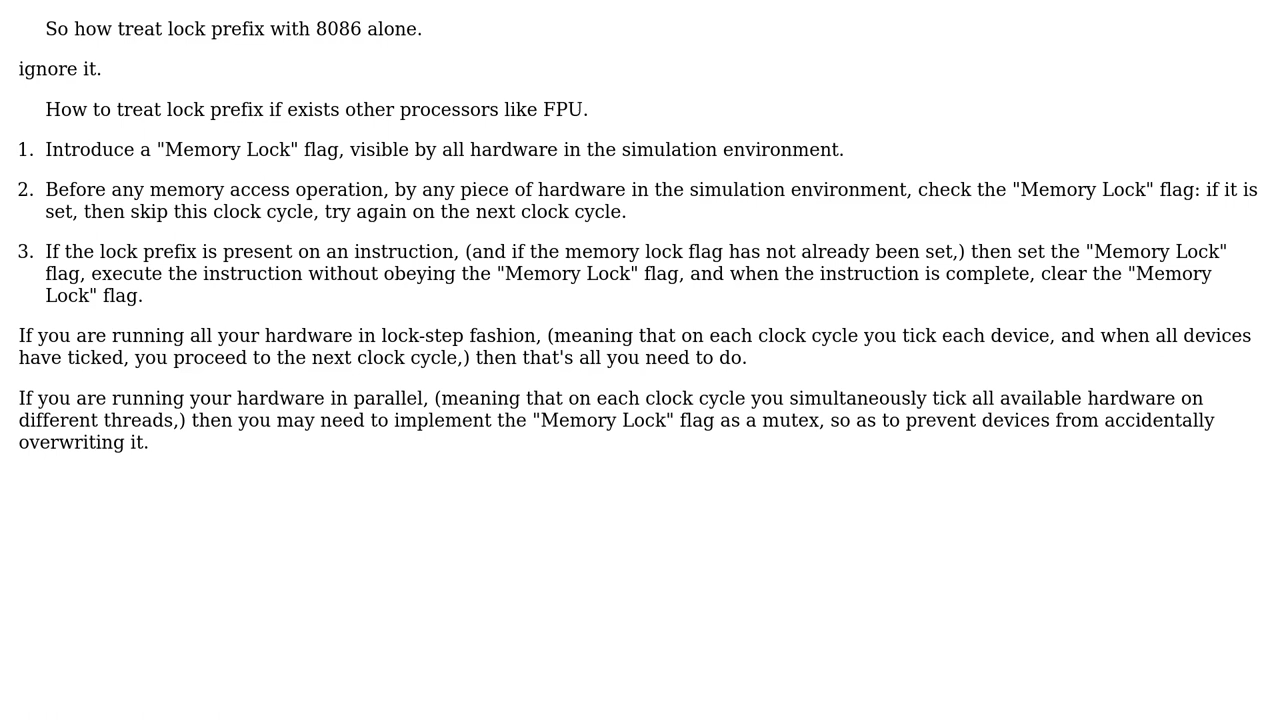 So how treat lock prefix with 8086 alone.
ignore it.
How to treat lock prefix if exists other processors like FPU.
1. Introduce a "Memory Lock" flag, visible by all hardware in the simulation environment.
2. Before any memory access operation, by any piece of hardware in the simulation environment, check the "Memory Lock" flag: if it is
set, then skip this clock cycle, try again on the next clock cycle.
3. If the lock prefix is present on an instruction, (and if the memory lock flag has not already been set,) then set the "Memory Lock"
flag, execute the instruction without obeying the "Memory Lock" flag, and when the instruction is complete, clear the "Memory
Lock" flag.
If you are running all your hardware in lock-step fashion, (meaning that on each clock cycle you tick each device, and when all devices
have ticked, you proceed to the next clock cycle,) then that's all you need to do.
If you are running your hardware in parallel, (meaning that on each clock cycle you simultaneously tick all available hardware on
different threads,) then you may need to implement the "Memory Lock" flag as a mutex, so as to prevent devices from accidentally
overwriting it.